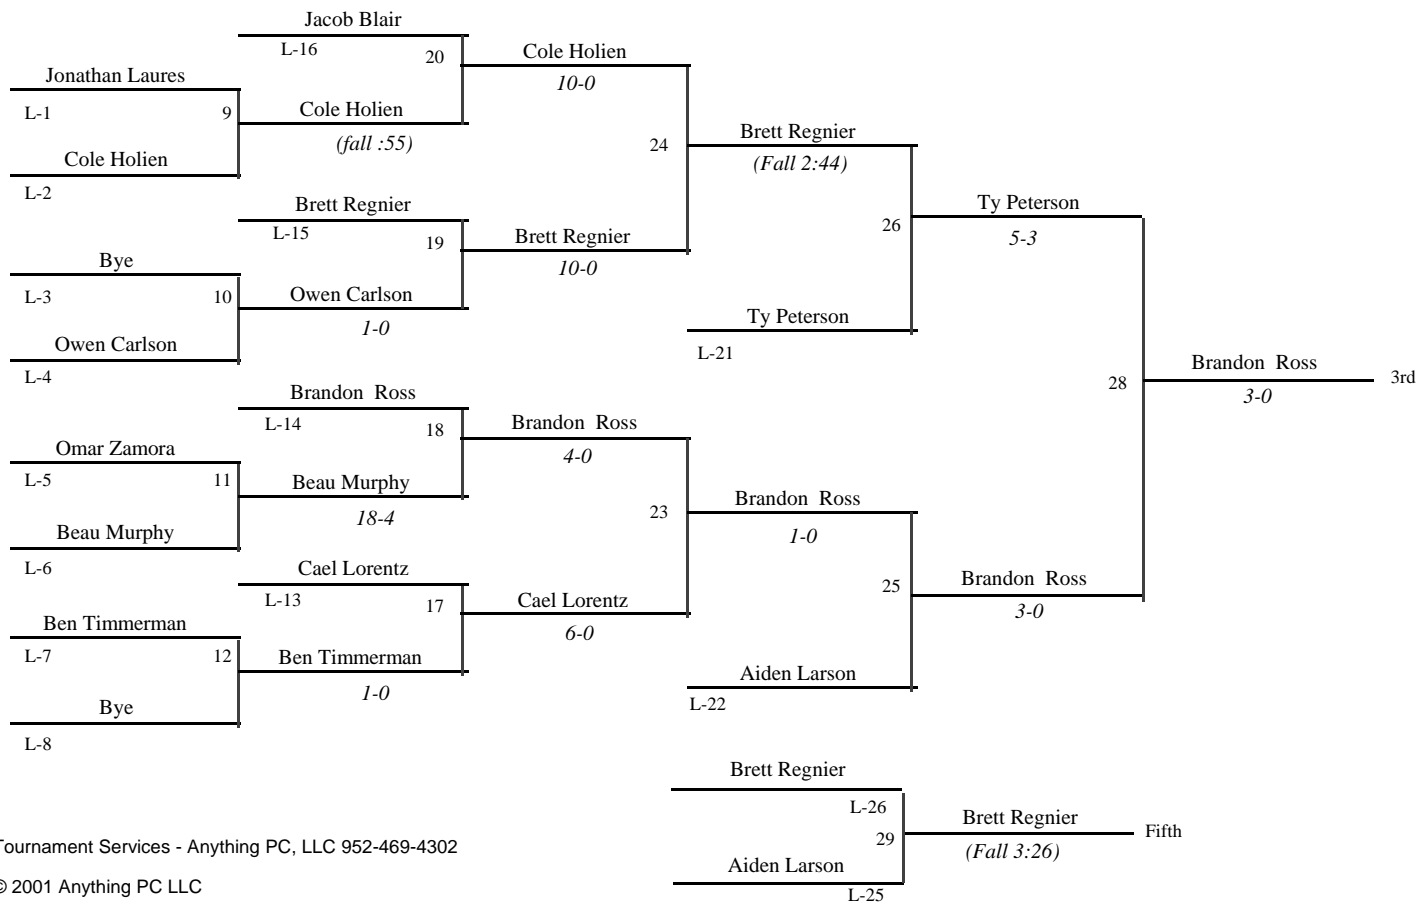 Jacob Blair
L-16
20
Cole Holien
10-0
Jonathan Laures
L-1
9
Cole Holien
(fall :55)
Cole Holien
L-2
24
Brett Regnier
(Fall 2:44)
Brett Regnier
L-15
19
Brett Regnier
10-0
26
Ty Peterson
5-3
Bye
L-3
10
Owen Carlson
1-0
Owen Carlson
L-4
Ty Peterson
L-21
28
Brandon Ross
3-0
3rd
Brandon Ross
L-14
18
Brandon Ross
4-0
Omar Zamora
L-5
11
Beau Murphy
18-4
Beau Murphy
L-6
23
Brandon Ross
1-0
Cael Lorentz
L-13
17
Cael Lorentz
6-0
25
Brandon Ross
3-0
Ben Timmerman
L-7
12
Ben Timmerman
1-0
Bye
L-8
Aiden Larson
L-22
Brett Regnier
L-26
29
Brett Regnier
(Fall 3:26)
Fifth
Aiden Larson
L-25
Tournament Services - Anything PC, LLC 952-469-4302
© 2001 Anything PC LLC